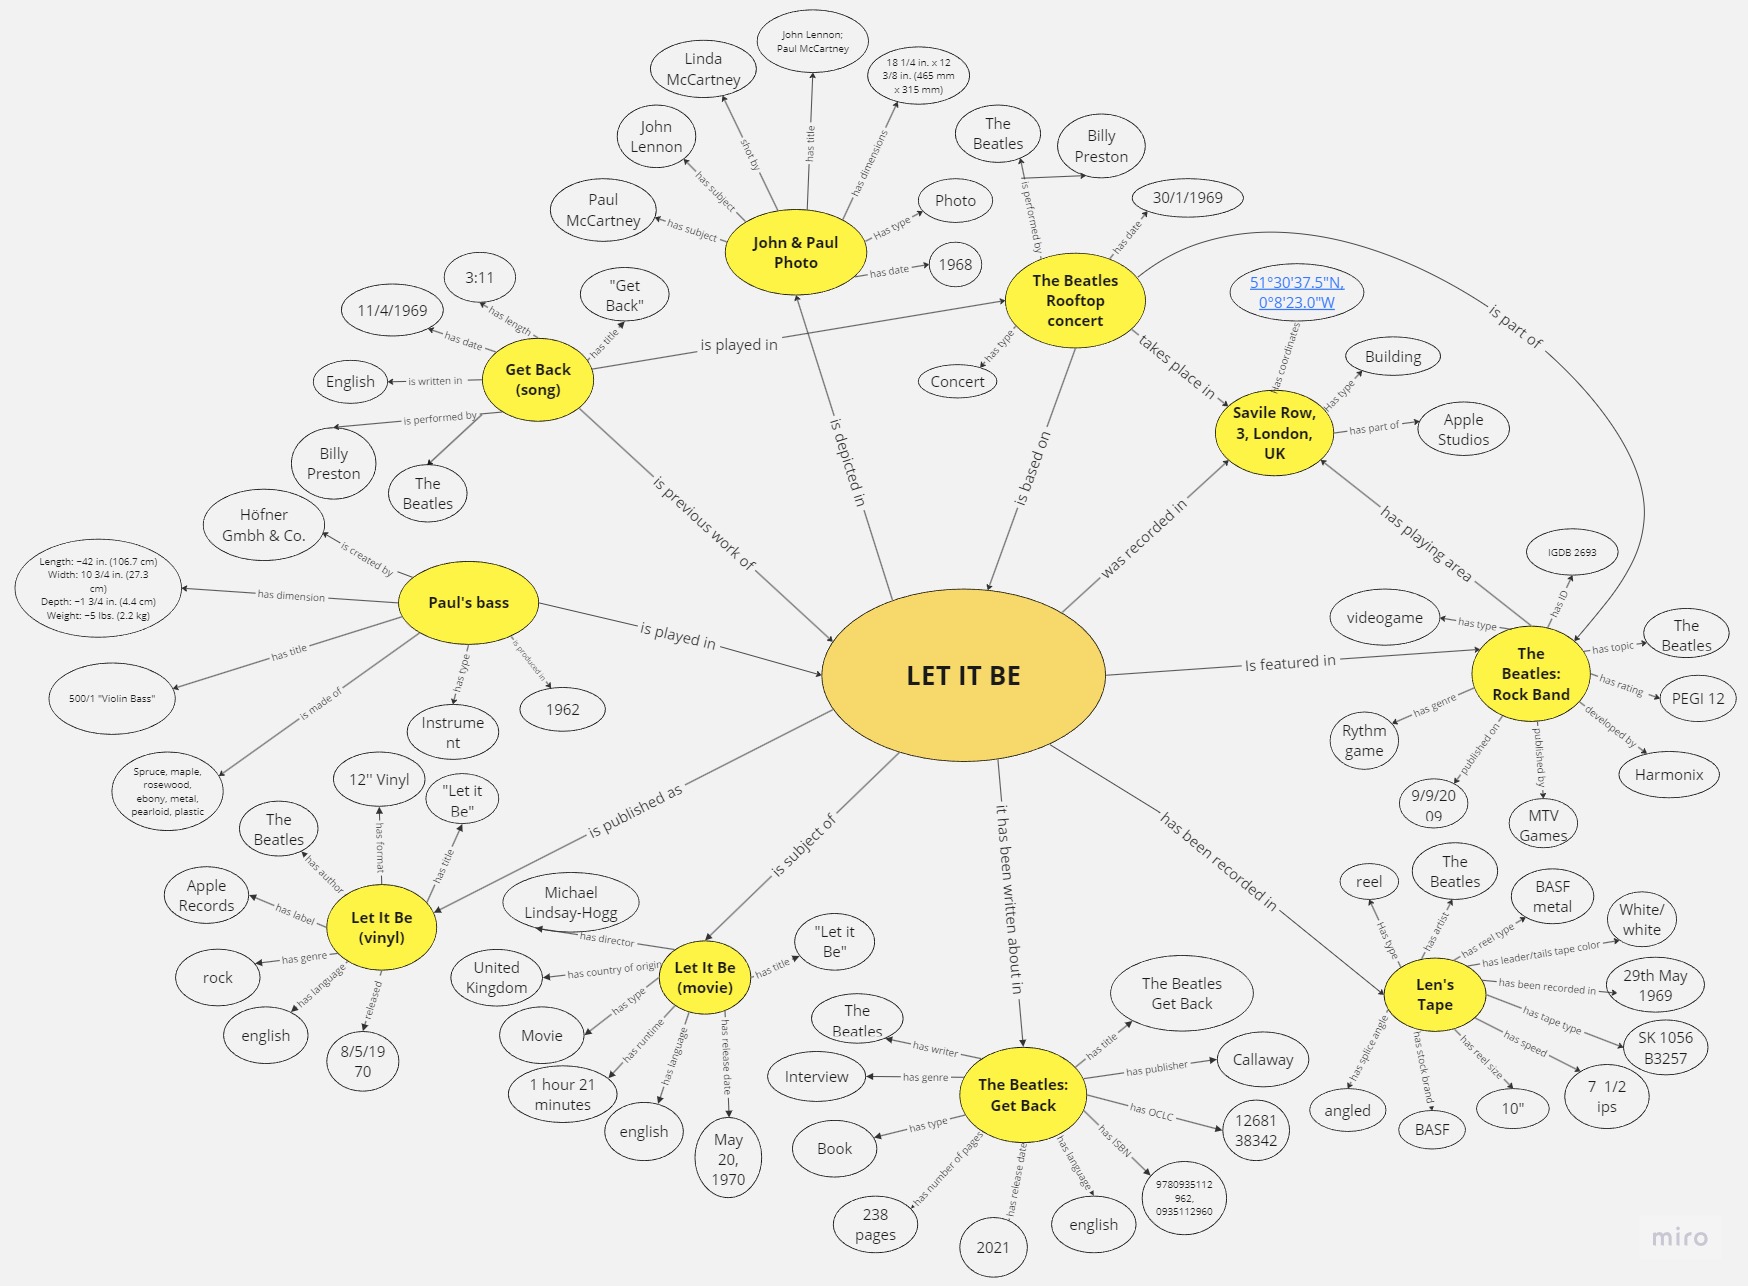 John Lennon;
Paul McCartney
Linda
McCartney
18 1/4 in. x 12
3/8 in. (465 mm
x 315 mm)
John
Lennon
Paul
McCartney
has subject
has subject
shot by
has title
has dimensions
Has type
Photo
has date
1968
John & Paul
Photo
The
Beatles
Billy
Preston
is performed by
has date
30/1/1969
The Beatles
Rooftop
concert
has type
Concert
takes place in
is part of
51°30'37.5"N,
0°8'23.0"W
Has coordinates
Has type
Building
has part of
Apple
Studios
Savile Row,
3, London,
UK
3:11
has length
11/4/1969
has date
"Get
Back"
has title
English
is written in
is performed by
Billy
Preston
The
Beatles
Get Back
(song)
is played in
is previous work of
is depicted in
is based on
was recorded in
has playing area
Höfner
Gmbh & Co.
is created by
Length: ~42 in. (106.7 cm)
Width: 10 3/4 in. (27.3
cm)
Depth: ~1 3/4 in. (4.4 cm)
Weight: ~5 lbs. (2.2 kg)
has dimension
has title
500/1 "Violin Bass"
is made of
Spruce, maple,
rosewood,
ebony, metal,
pearloid, plastic
has type
Instrume
nt
is produced in
1962
Paul's bass
is played in
LET IT BE
Is featured in
IGDB 2693
has ID
videogame
has type
has topic
The
Beatles
has rating
PEGI 12
developed by
Harmonix
published by
MTV
Games
published on
9/9/20
09
has genre
Rythm
game
The
Beatles:
Rock Band
is published as
is subject of
it has been written about in
has been recorded in
12'' Vinyl
has format
"Let it
Be"
has title
The
Beatles
has author
Apple
Records
has label
rock
has genre
english
has language
8/5/19
70
released
Let It Be
(vinyl)
Michael
Lindsay-Hogg
has director
United
Kingdom
has country of origin
Movie
has type
1 hour 21
minutes
has runtime
english
has language
May
20,
1970
has release date
"Let it
Be"
has title
Let It Be
(movie)
The
Beatles
has writer
Interview
has genre
Book
has type
238
pages
has number of pages
2021
has release date
english
has language
9780935112
962,
0935112960
has ISBN
12681
38342
has OCLC
Callaway
has publisher
The Beatles
Get Back
has title
The Beatles:
Get Back
reel
Has type
The
Beatles
has artist
BASF
metal
has reel type
White/
white
has leader/tails tape color
29th May
1969
has been recorded in
SK 1056
B3257
has tape type
7 1/2
ips
has speed
10"
has reel size
BASF
has stock brand
angled
has splice angle
Len's
Tape
miro